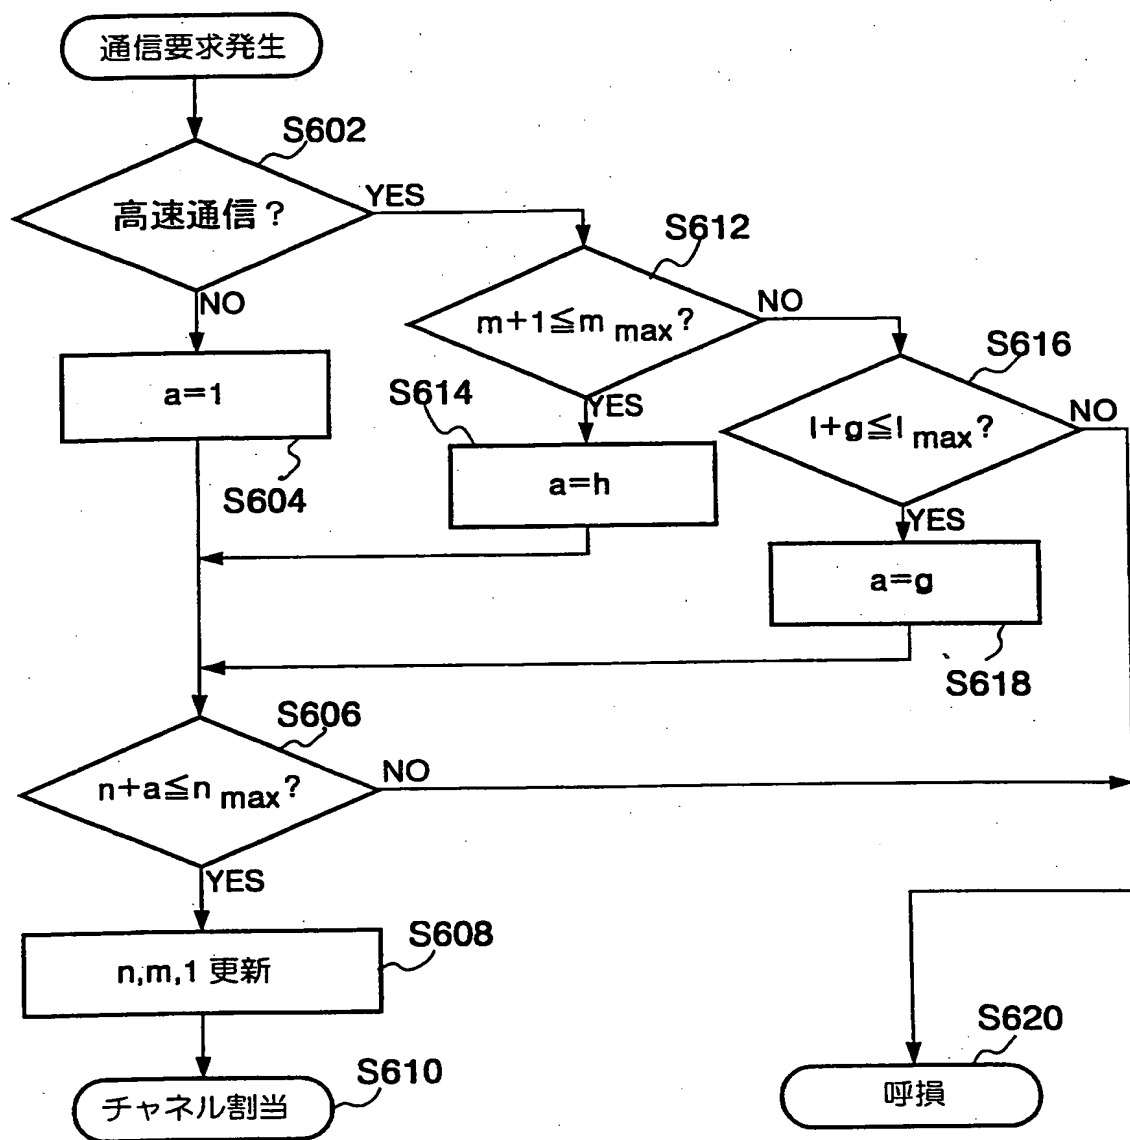 通信要求発生
S602
高速通信?
YES
NO
S612
m+1≦m max?
NO
YES
S616
l+g≦l max?
NO
YES
a=1
S604
S614
a=h
a=g
S618
S606
n+a≦n max?
NO
YES
S608
n,m,1 更新
S610
チャネル割当
S620
呼損